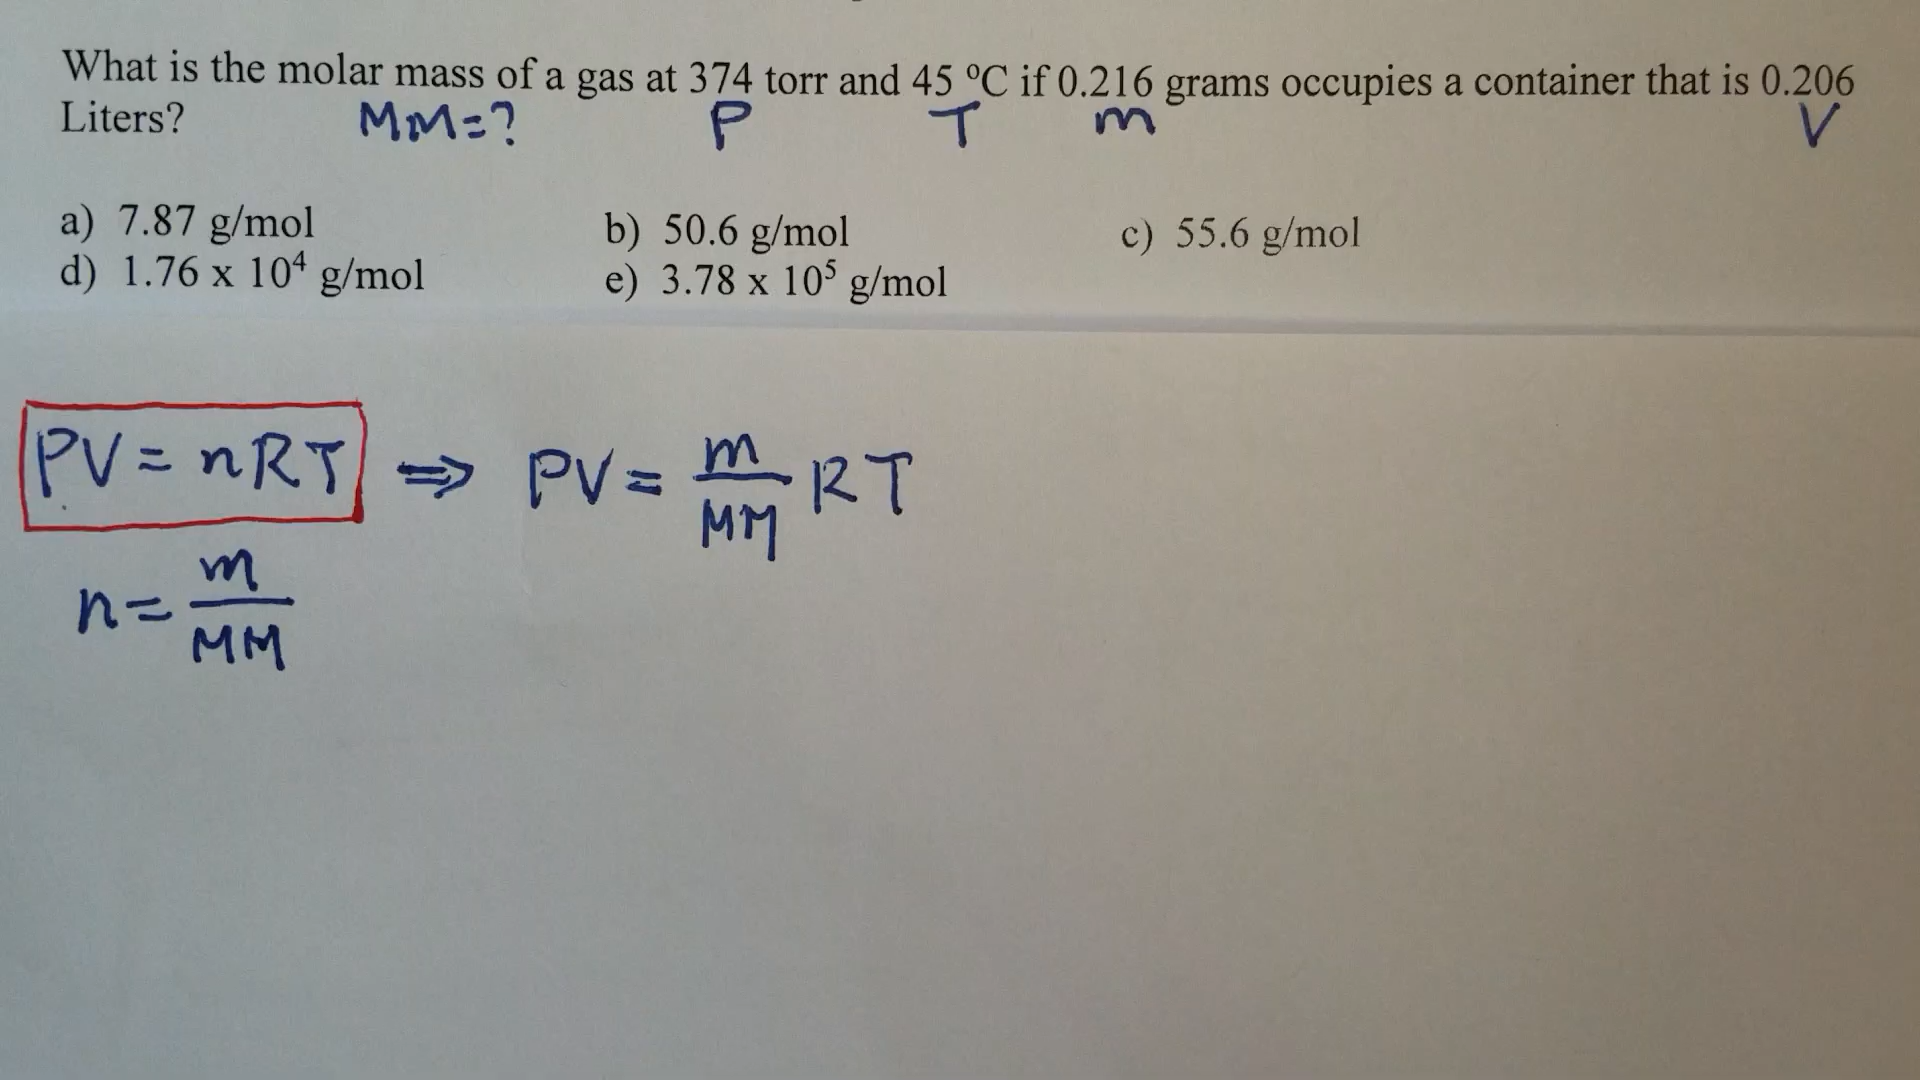 What is the molar mass of a gas at 374 torr and 45 ºC if 0.216 grams occupies a container that is 0.206
Liters? MM=? P T m V
a) 7.87 g/mol b) 50.6 g/mol c) 55.6 g/mol
d) 1.76 x 10⁴ g/mol e) 3.78 x 10⁵ g/mol
PV = nRT ⇒ PV = m/MM RT
n = m/MM